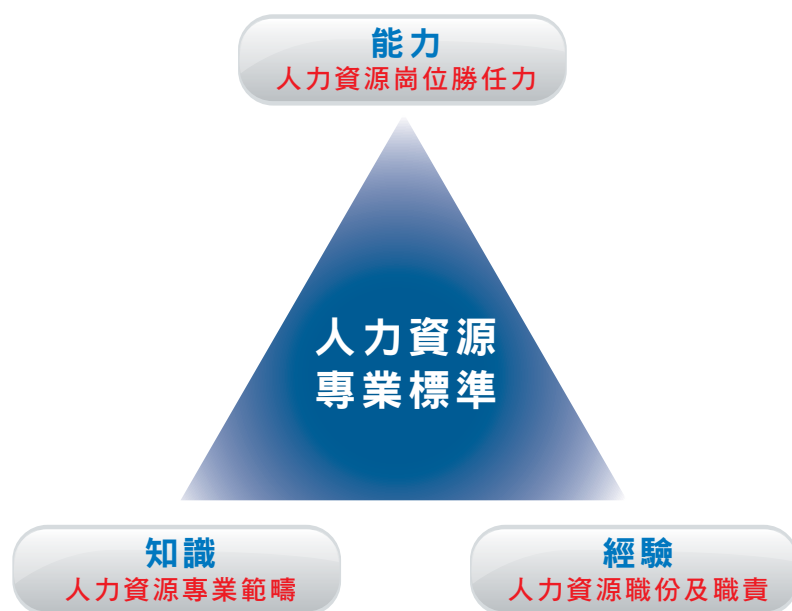 能力
人力資源崗位勝任力
人力資源
專業標準
知識
人力資源專業範疇
經驗
人力資源職份及職責